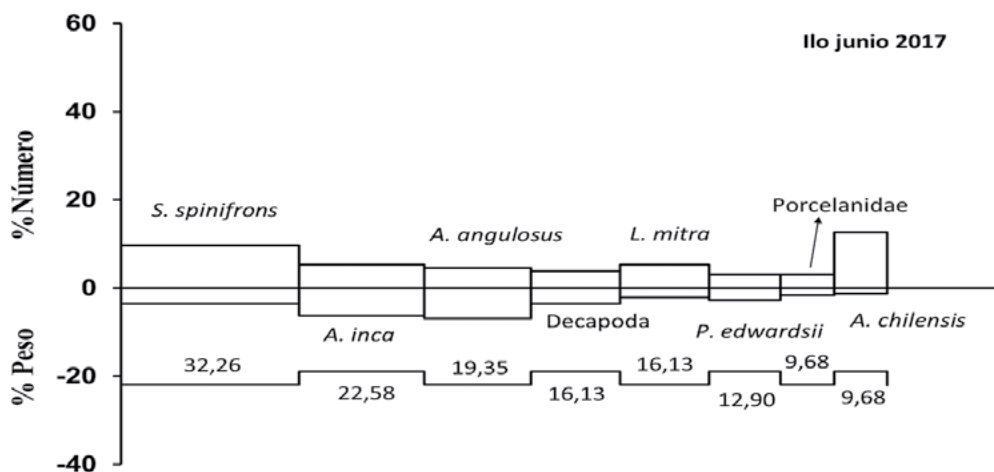 60
Ilo junio 2017
40
%Número
20
S. spinifrons
A. angulosus
L. mitra
Porcelanidae
0
A. inca
Decapoda
P. edwardsii
A. chilensis
% Peso
-20
32,26
22,58
19,35
16,13
16,13
12,90
9,68
9,68
-40